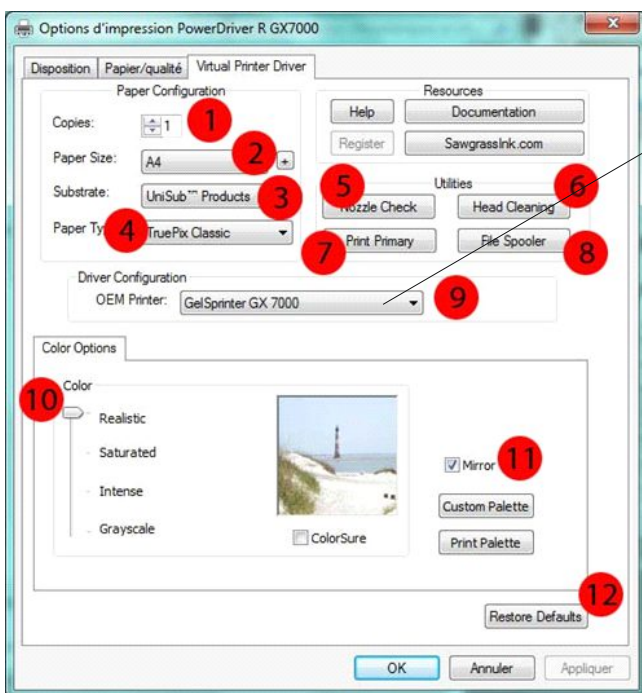 Options d'impression PowerDriver R GX7000
Disposition Papier/qualité Virtual Printer Driver
Paper Configuration
Copies: 1 1
Paper Size: A4 2 +
Substrate: UniSub™ Products 3
4 TruePix Classic
Resources
Help Documentation
Register SawgrassInk.com
5 Utilities 6
Nozzle Check Head Cleaning
7 Print Primary File Spooler 8
Driver Configuration
OEM Printer: GelSprinter GX 7000 9
Color Options
Color
10
Realistic
Saturated
Intense
Grayscale
ColorSure
Mirror 11
Custom Palette
Print Palette
12
Restore Defaults
OK Annuler Appliquer